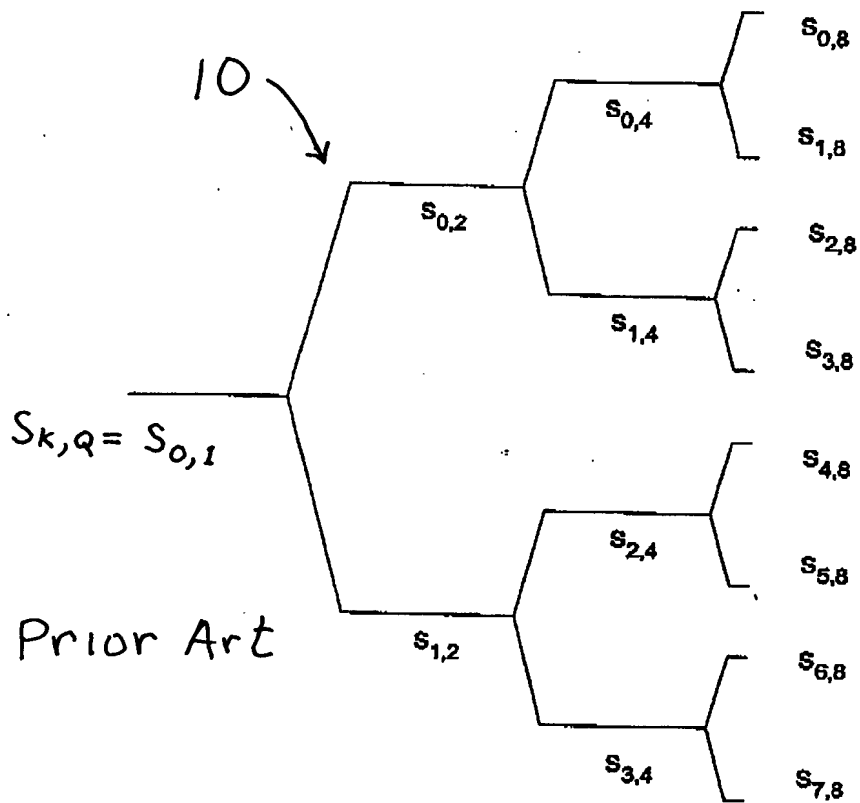 10
S0,8
S0,4
S1,8
S0,2
S2,8
S1,4
S3,8
SK,Q = S0,1
S4,8
S2,4
S5,8
Prior Art
S1,2
S6,8
S3,4
S7,8